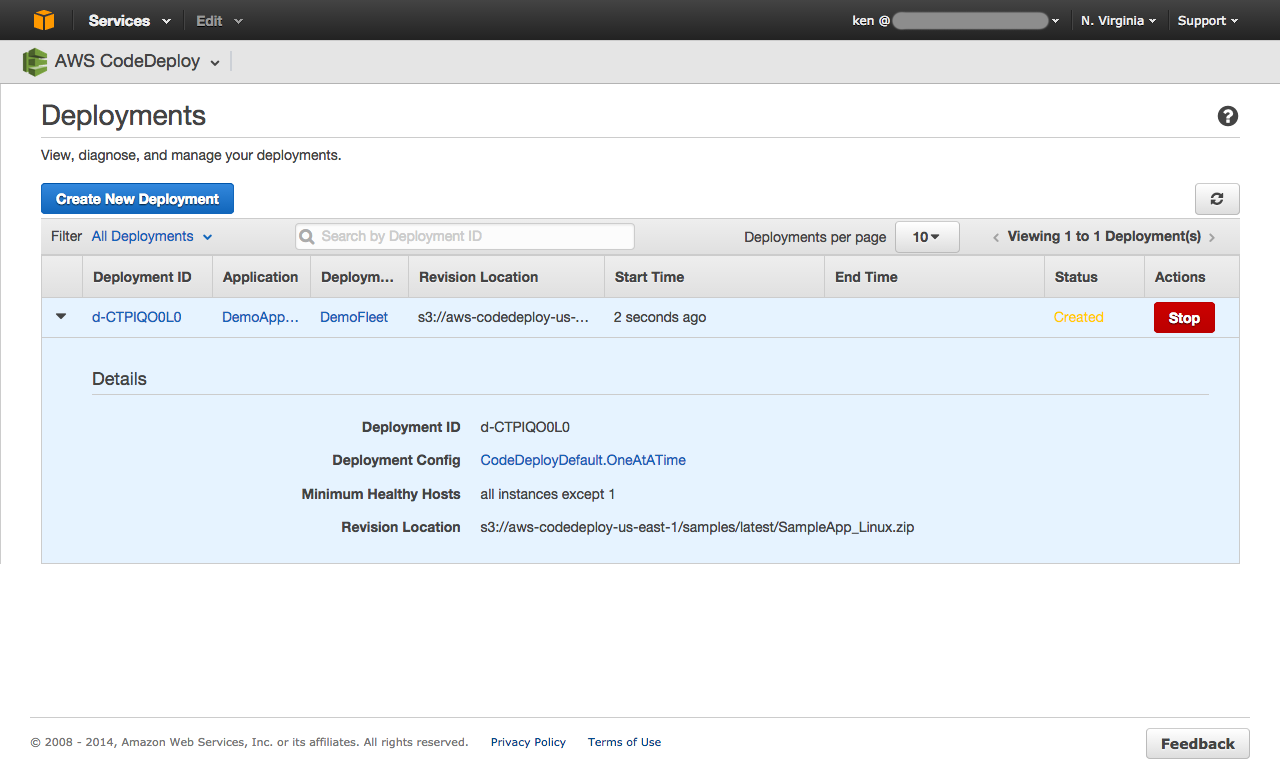 Services Edit ken @ N. Virginia Support
AWS CodeDeploy
Deployments
View, diagnose, and manage your deployments.
Create New Deployment
Filter All Deployments Search by Deployment ID Deployments per page 10 Viewing 1 to 1 Deployment(s)
Deployment ID Application Deploym... Revision Location Start Time End Time Status Actions
d-CTPIQO0L0 DemoApp... DemoFleet s3://aws-codedeploy-us-... 2 seconds ago Created Stop
Details
Deployment ID d-CTPIQO0L0
Deployment Config CodeDeployDefault.OneAtATime
Minimum Healthy Hosts all instances except 1
Revision Location s3://aws-codedeploy-us-east-1/samples/latest/SampleApp_Linux.zip
© 2008 - 2014, Amazon Web Services, Inc. or its affiliates. All rights reserved. Privacy Policy Terms of Use Feedback